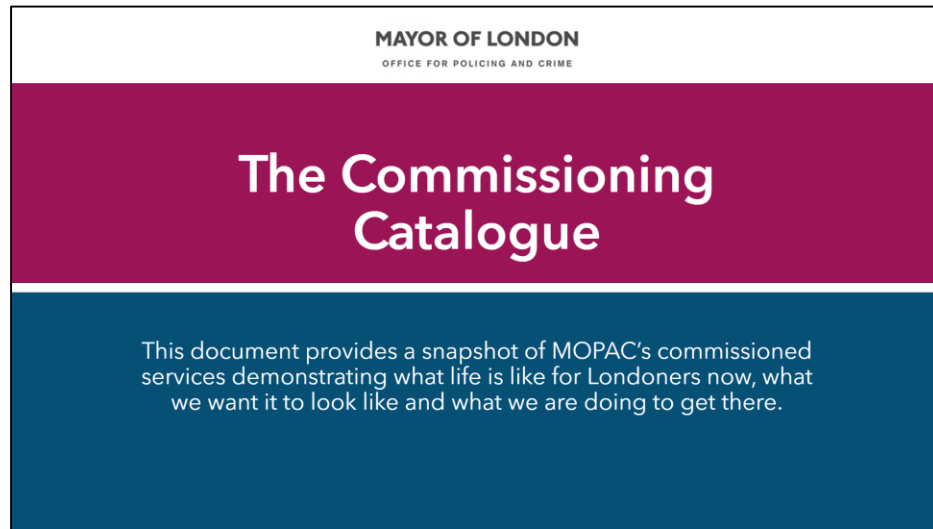 MAYOR OF LONDON
OFFICE FOR POLICING AND CRIME
The Commissioning
Catalogue
This document provides a snapshot of MOPAC's commissioned
services demonstrating what life is like for Londoners now, what
we want it to look like and what we are doing to get there.